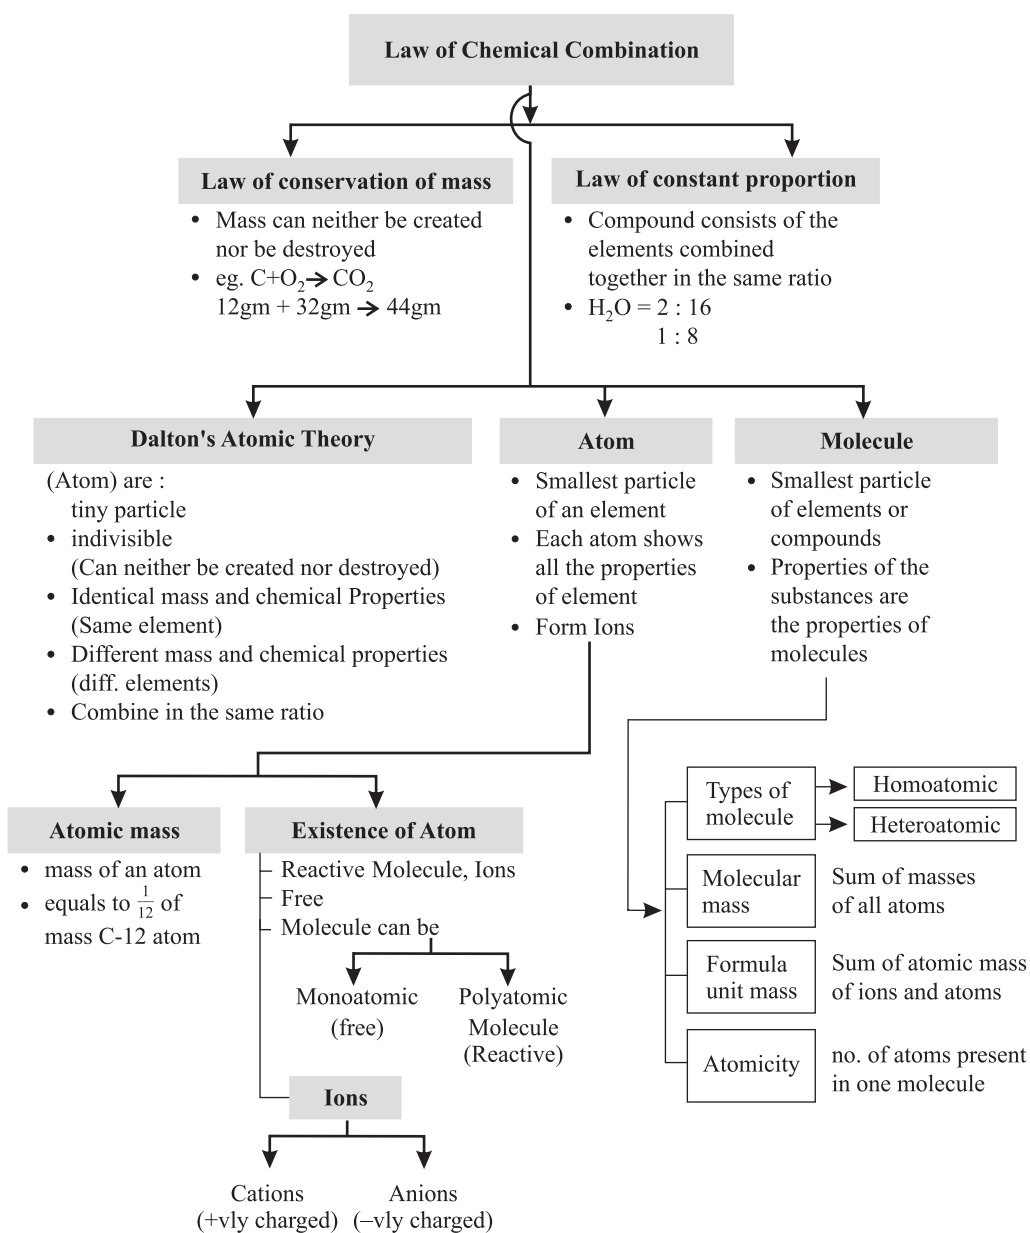 Law of Chemical Combination
Law of conservation of mass
• Mass can neither be created
nor be destroyed
• eg. C+O₂→CO₂
12gm + 32gm → 44gm
Law of constant proportion
• Compound consists of the
elements combined
together in the same ratio
• H₂O = 2 : 16
1 : 8
Dalton's Atomic Theory
(Atom) are :
tiny particle
• indivisible
(Can neither be created nor destroyed)
• Identical mass and chemical Properties
(Same element)
• Different mass and chemical properties
(diff. elements)
• Combine in the same ratio
Atom
• Smallest particle
of an element
• Each atom shows
all the properties
of element
• Form Ions
Molecule
• Smallest particle
of elements or
compounds
• Properties of the
substances are
the properties of
molecules
Atomic mass
• mass of an atom
• equals to 1/12 of
mass C-12 atom
Existence of Atom
Reactive Molecule, Ions
Free
Molecule can be
Monoatomic
(free)
Polyatomic
Molecule
(Reactive)
Ions
Cations
(+vly charged)
Anions
(–vly charged)
Types of
molecule
Homoatomic
Heteroatomic
Molecular
mass
Sum of masses
of all atoms
Formula
unit mass
Sum of atomic mass
of ions and atoms
Atomicity
no. of atoms present
in one molecule